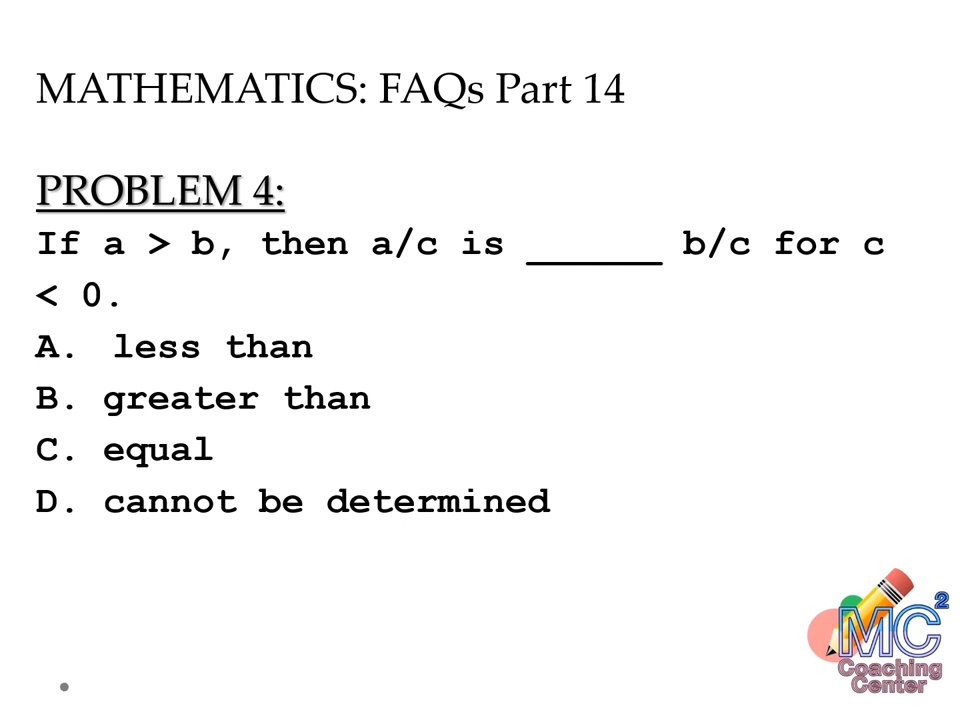 MATHEMATICS: FAQs Part 14
PROBLEM 4:
If a > b, then a/c is ______ b/c for c
< 0.
A. less than
B. greater than
C. equal
D. cannot be determined
MC²
Coaching
Center